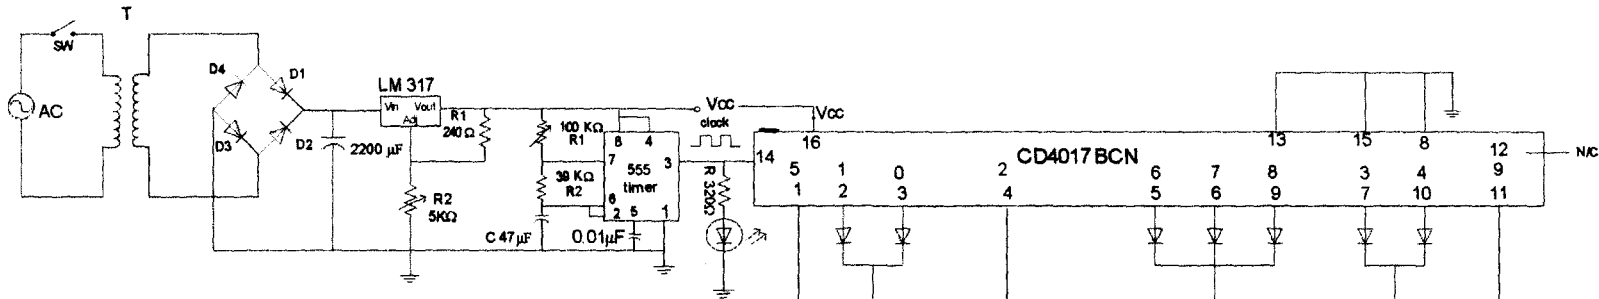 T
SW
AC
D4
D1
D3
D2
2200 µF
LM 317
Vin
Vout
Adj
R1
240 Ω
R2
5KΩ
100 KΩ
R1
39 KΩ
R2
C 47µF
8
4
7
3
555
timer
6
2
5
1
0.01µF
Vcc
clock
Vcc
R 320Ω
CD4017BCN
14
16
13
15
8
12
N/C
5
1
0
2
6
7
8
3
4
9
1
2
3
4
5
6
9
7
10
11